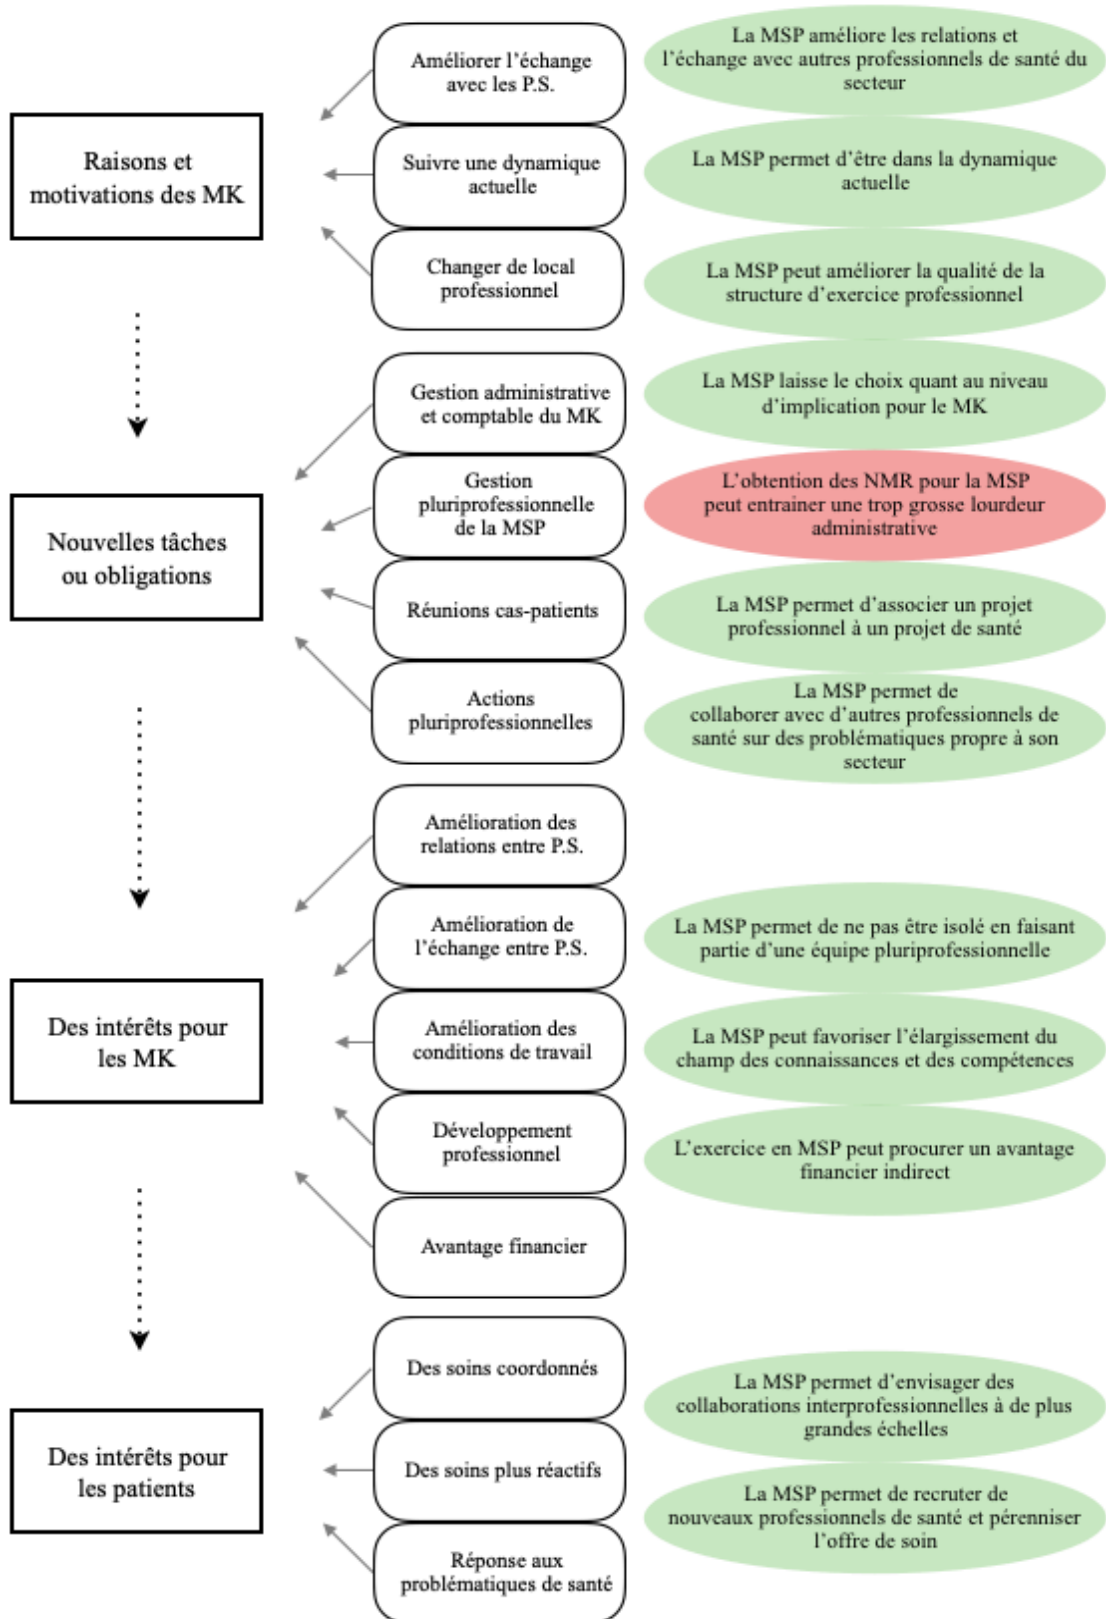 Améliorer l'échange
avec les P.S.
La MSP améliore les relations et
l'échange avec autres professionnels de santé du
secteur
Raisons et
motivations des MK
Suivre une dynamique
actuelle
La MSP permet d'être dans la dynamique
actuelle
Changer de local
professionnel
La MSP peut améliorer la qualité de la
structure d'exercice professionnel
Gestion administrative
et comptable du MK
La MSP laisse le choix quant au niveau
d'implication pour le MK
Nouvelles tâches
ou obligations
Gestion
pluriprofessionnelle
de la MSP
L'obtention des NMR pour la MSP
peut entrainer une trop grosse lourdeur
administrative
Réunions cas-patients
La MSP permet d'associer un projet
professionnel à un projet de santé
Actions
pluriprofessionnelles
La MSP permet de
collaborer avec d'autres professionnels de
santé sur des problématiques propre à son
secteur
Amélioration des
relations entre P.S.
Amélioration de
l'échange entre P.S.
La MSP permet de ne pas être isolé en faisant
partie d'une équipe pluriprofessionnelle
Des intérêts pour
les MK
Amélioration des
conditions de travail
La MSP peut favoriser l'élargissement du
champ des connaissances et des compétences
Développement
professionnel
L'exercice en MSP peut procurer un avantage
financier indirect
Avantage financier
Des soins coordonnés
La MSP permet d'envisager des
collaborations interprofessionnelles à de plus
grandes échelles
Des intérêts pour
les patients
Des soins plus réactifs
La MSP permet de recruter de
nouveaux professionnels de santé et pérenniser
l'offre de soin
Réponse aux
problématiques de santé